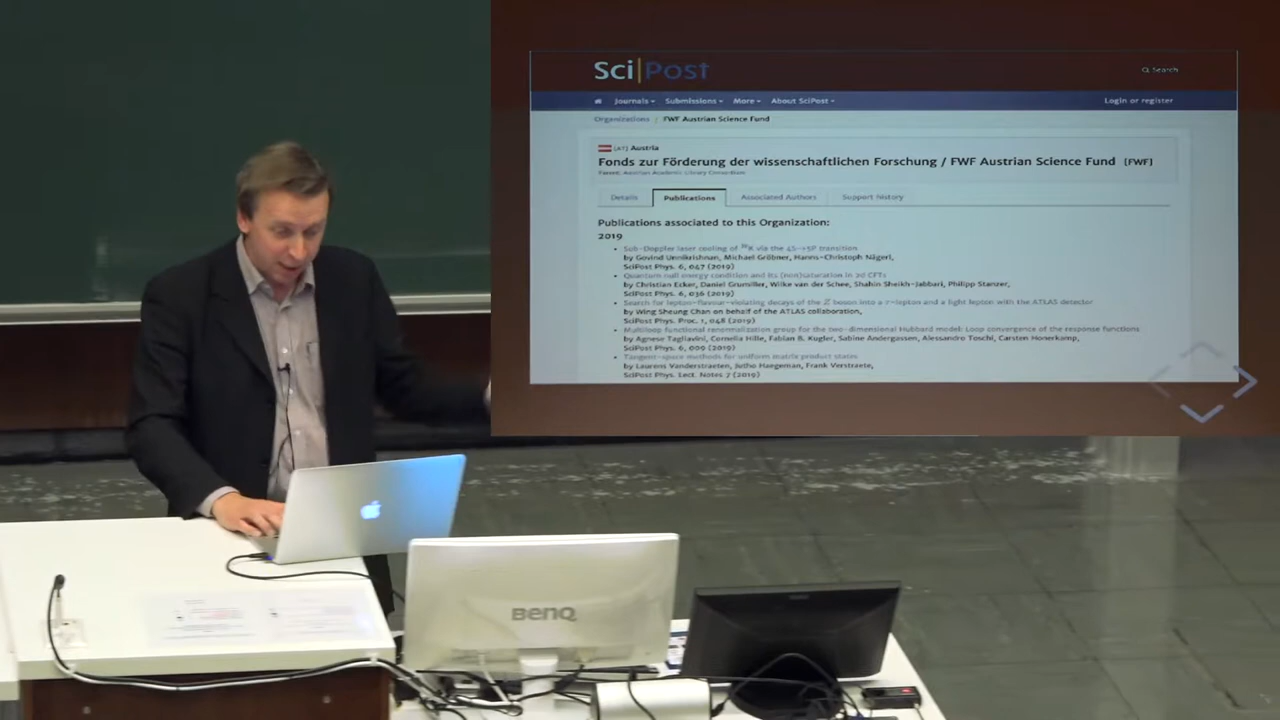 Sci|Post
Search
Journals Submissions More About SciPost Login or register
Organizations / FWF Austrian Science Fund
(AT) Austria
Fonds zur Förderung der wissenschaftlichen Forschung / FWF Austrian Science Fund [FWF]
Parent: Austrian Academic Library Consortium
Details Publications Associated Authors Support history
Publications associated to this Organization:
2019
Sub-Doppler laser cooling of ³⁹K via the 4S→5P transition
by Govind Unnikrishnan, Michael Gröbner, Hanns-Christoph Nägerl,
SciPost Phys. 6, 047 (2019)
Quantum null energy condition and its (non)saturation in 2d CFTs
by Christian Ecker, Daniel Grumiller, Wilke van der Schee, Shahin Sheikh-Jabbari, Philipp Stanzer,
SciPost Phys. 6, 036 (2019)
Search for lepton-flavour-violating decays of the Z boson into a τ-lepton and a light lepton with the ATLAS detector
by Wing Sheung Chan on behalf of the ATLAS collaboration,
SciPost Phys. Proc. 1, 048 (2019)
Multiloop functional renormalization group for the two-dimensional Hubbard model: Loop convergence of the response functions
by Agnese Tagliavini, Cornelia Hille, Fabian B. Kugler, Sabine Andergassen, Alessandro Toschi, Carsten Honerkamp,
SciPost Phys. 6, 009 (2019)
Tangent-space methods for uniform matrix product states
by Laurens Vanderstraeten, Jutho Haegeman, Frank Verstraete,
SciPost Phys. Lect. Notes 7 (2019)
BenQ